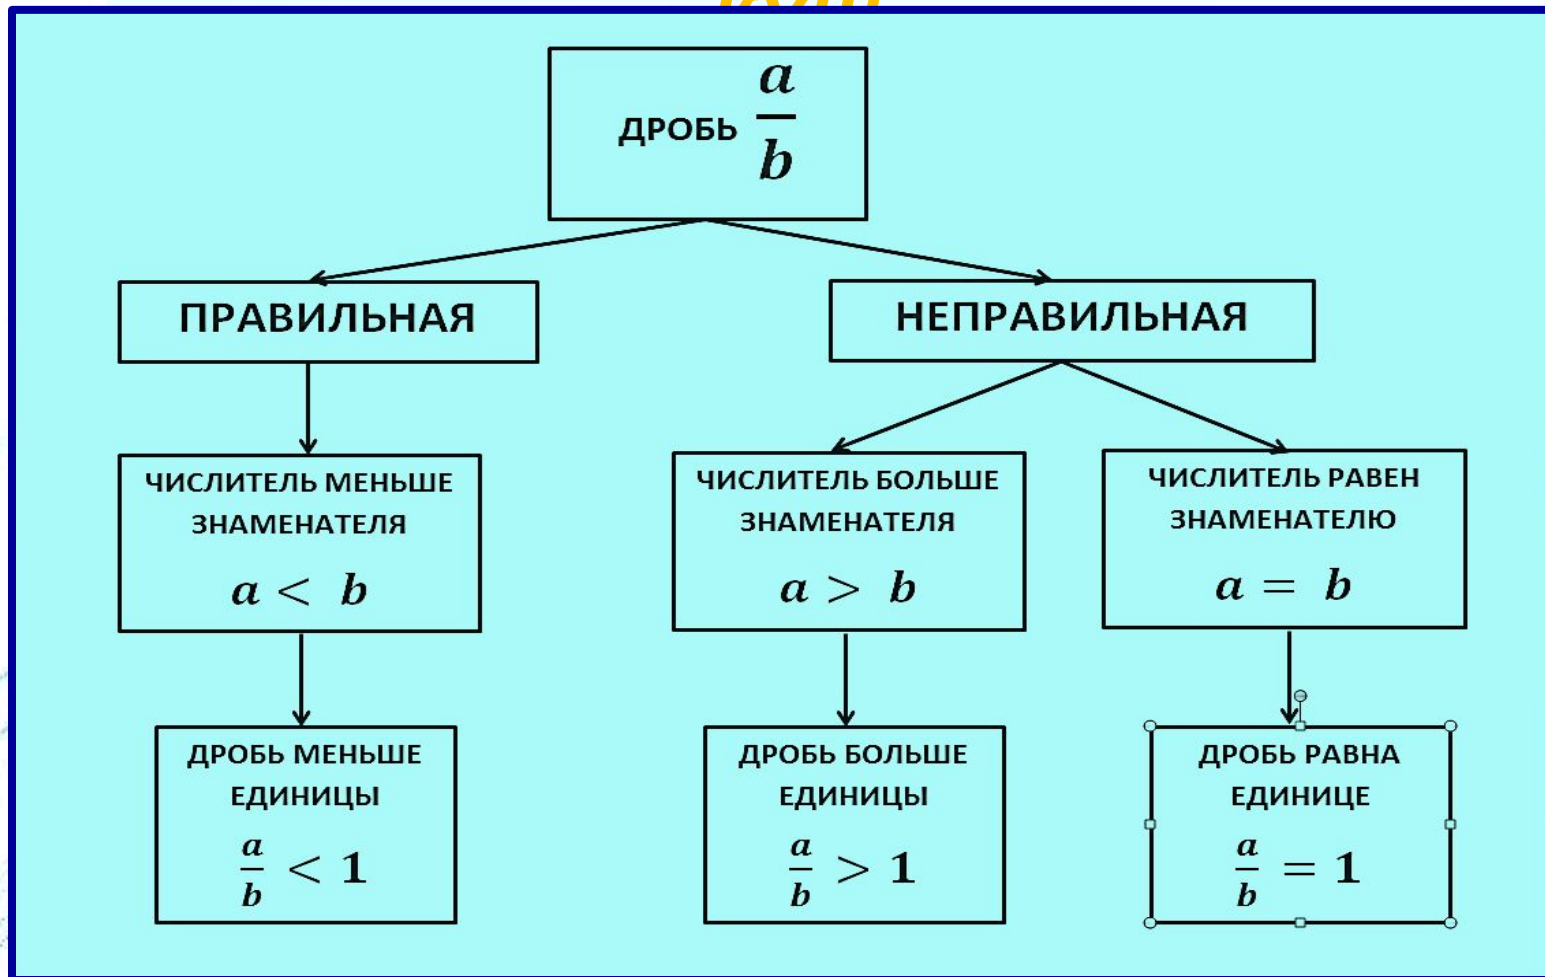 ДРОБЬ a/b
ПРАВИЛЬНАЯ
НЕПРАВИЛЬНАЯ
ЧИСЛИТЕЛЬ МЕНЬШЕ
ЗНАМЕНАТЕЛЯ
a < b
ЧИСЛИТЕЛЬ БОЛЬШЕ
ЗНАМЕНАТЕЛЯ
a > b
ЧИСЛИТЕЛЬ РАВЕН
ЗНАМЕНАТЕЛЮ
a = b
ДРОБЬ МЕНЬШЕ
ЕДИНИЦЫ
a/b < 1
ДРОБЬ БОЛЬШЕ
ЕДИНИЦЫ
a/b > 1
ДРОБЬ РАВНА
ЕДИНИЦЕ
a/b = 1